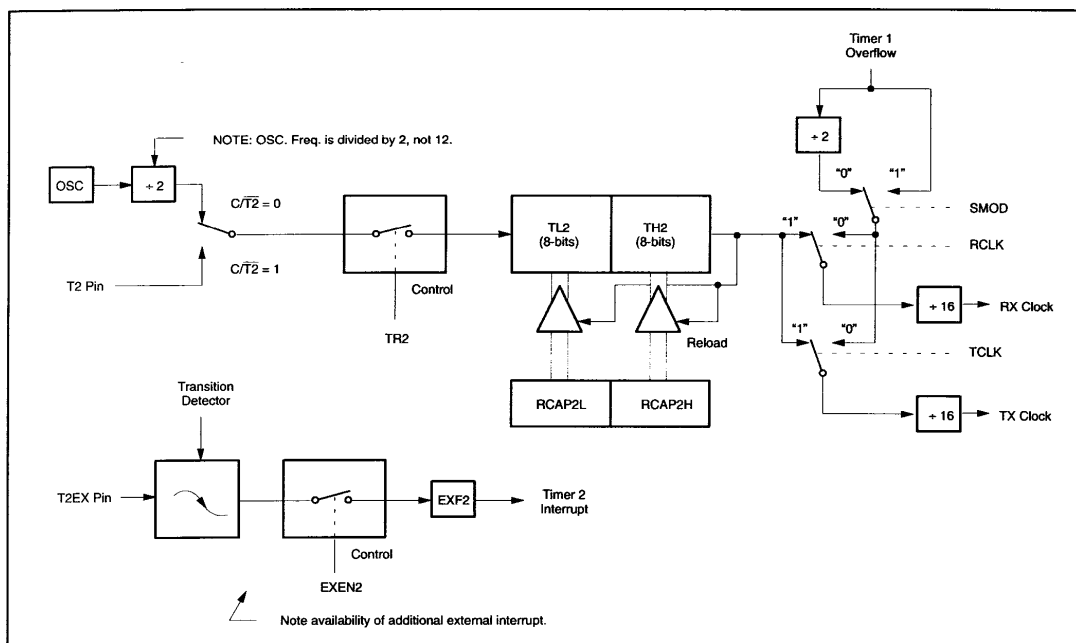 Timer 1
Overflow
÷ 2
NOTE: OSC. Freq. is divided by 2, not 12.
"0"
"1"
OSC
÷ 2
C/T̅2̅ = 0
TL2
(8-bits)
TH2
(8-bits)
SMOD
"1"
"0"
RCLK
C/T̅2̅ = 1
T2 Pin
Control
÷ 16
RX Clock
TR2
Reload
"1"
"0"
TCLK
Transition
Detector
RCAP2L
RCAP2H
÷ 16
TX Clock
T2EX Pin
EXF2
Timer 2
Interrupt
Control
EXEN2
Note availability of additional external interrupt.